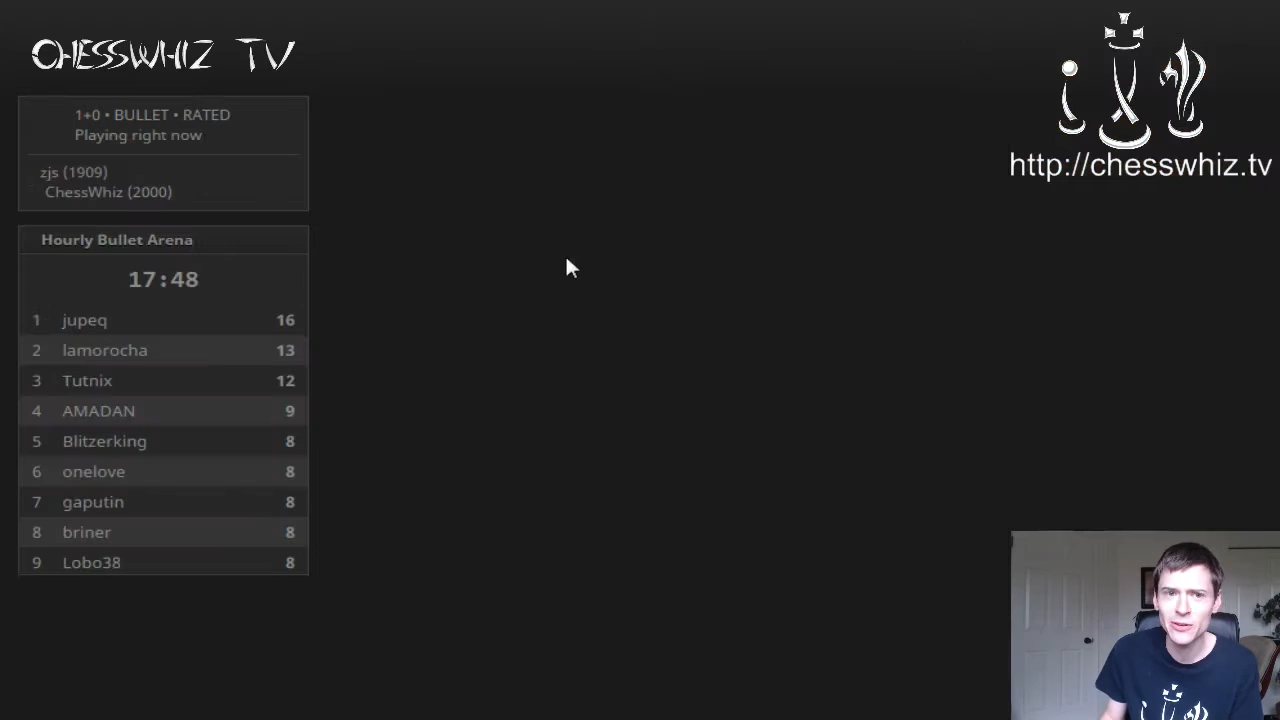 CHESSWHIZ TV
http://chesswhiz.tv
1+0 • BULLET • RATED
Playing right now
zjs (1909)
ChessWhiz (2000)
Hourly Bullet Arena
17:48
1 jupeq 16
2 lamorocha 13
3 Tutnix 12
4 AMADAN 9
5 Blitzerking 8
6 onelove 8
7 gaputin 8
8 briner 8
9 Lobo38 8